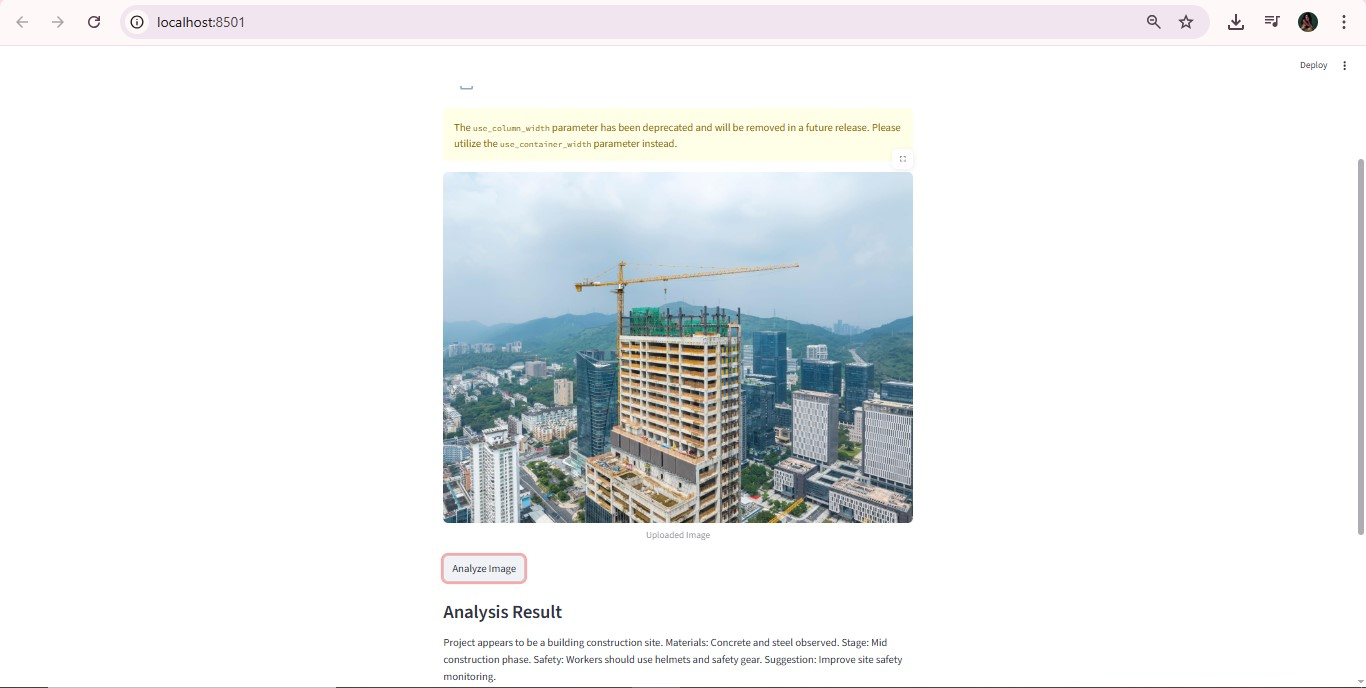 localhost:8501
Deploy
The use_column_width parameter has been deprecated and will be removed in a future release. Please
utilize the use_container_width parameter instead.
Uploaded Image
Analyze Image
Analysis Result
Project appears to be a building construction site. Materials: Concrete and steel observed. Stage: Mid
construction phase. Safety: Workers should use helmets and safety gear. Suggestion: Improve site safety
monitoring.